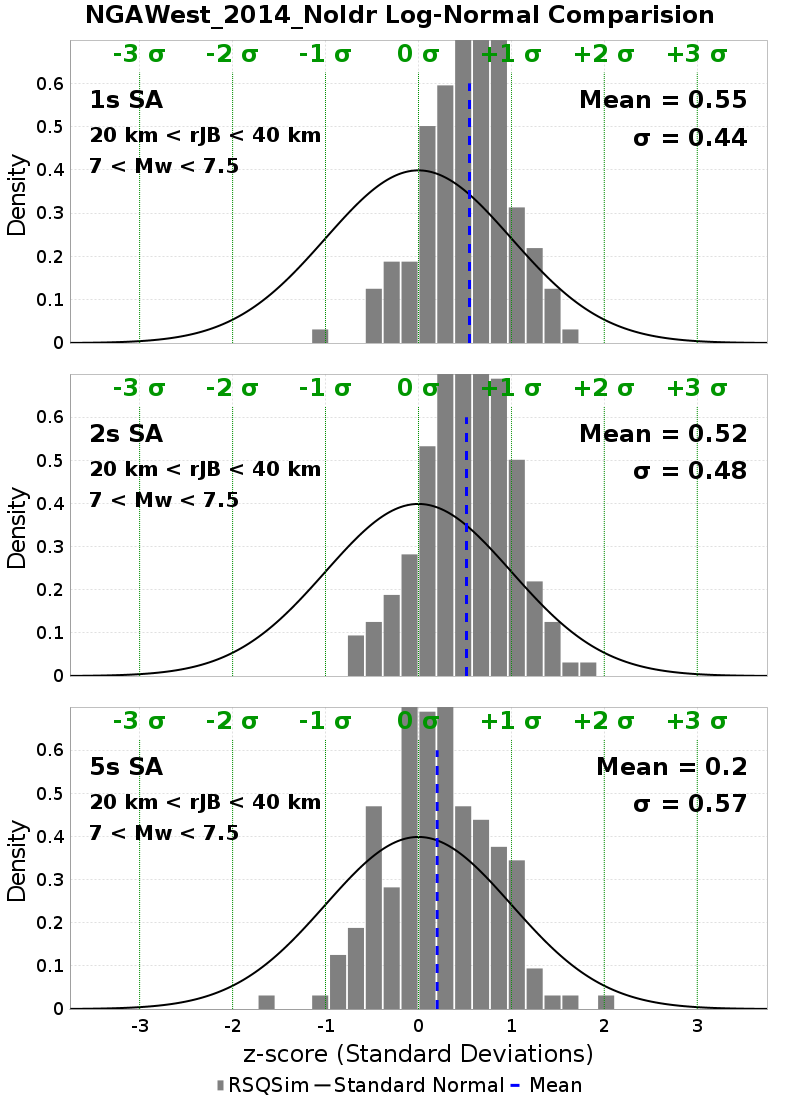 NGAWest_2014_NoIdr Log-Normal Comparision
-3 σ -2 σ -1 σ 0 σ +1 σ +2 σ +3 σ
1s SA Mean = 0.55
20 km < rJB < 40 km σ = 0.44
7 < Mw < 7.5
Density
0.6
0.5
0.4
0.3
0.2
0.1
0
-3 σ -2 σ -1 σ 0 σ +1 σ +2 σ +3 σ
2s SA Mean = 0.52
20 km < rJB < 40 km σ = 0.48
7 < Mw < 7.5
Density
0.6
0.5
0.4
0.3
0.2
0.1
0
-3 σ -2 σ -1 σ 0 σ +1 σ +2 σ +3 σ
5s SA Mean = 0.2
20 km < rJB < 40 km σ = 0.57
7 < Mw < 7.5
Density
0.6
0.5
0.4
0.3
0.2
0.1
0
-3 -2 -1 0 1 2 3
z-score (Standard Deviations)
RSQSim Standard Normal Mean